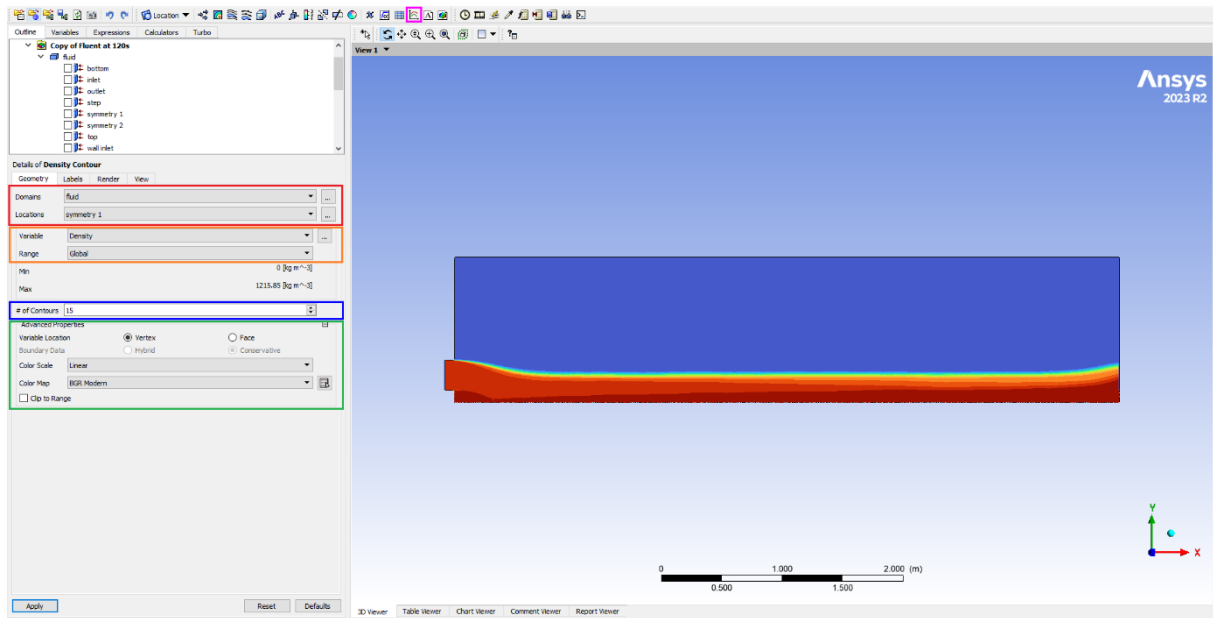 Location
Outline Variables Expressions Calculators Turbo
Copy of Fluent at 120s
fluid
bottom
inlet
outlet
step
symmetry 1
symmetry 2
top
wall inlet
Details of Density Contour
Geometry Labels Render View
Domains fluid ...
Locations symmetry 1 ...
Variable Density ...
Range Global
Min 0 [kg m^-3]
Max 1215.85 [kg m^-3]
# of Contours 15
Advanced Properties
Variable Location Vertex Face
Boundary Data Hybrid Conservative
Color Scale Linear
Color Map BGR Modern
Clip to Range
Apply Reset Defaults
View 1
Ansys
2023 R2
Y
X
0 1.000 2.000 (m)
0.500 1.500
3D Viewer Table Viewer Chart Viewer Comment Viewer Report Viewer